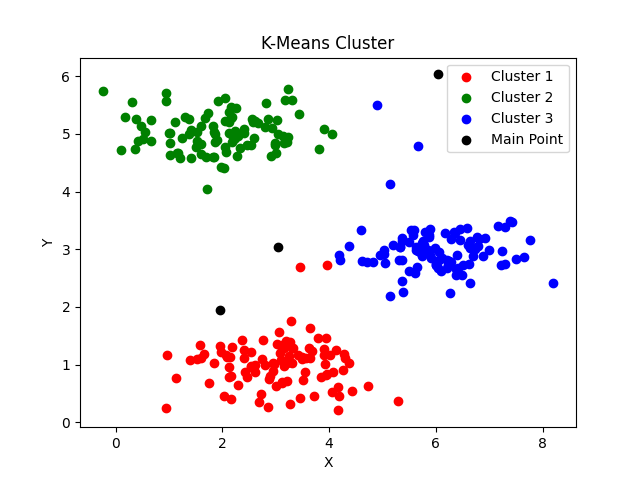 K-Means Cluster
Cluster 1
Cluster 2
Cluster 3
Main Point
Y
6
5
4
3
2
1
0
0 2 4 6 8
X